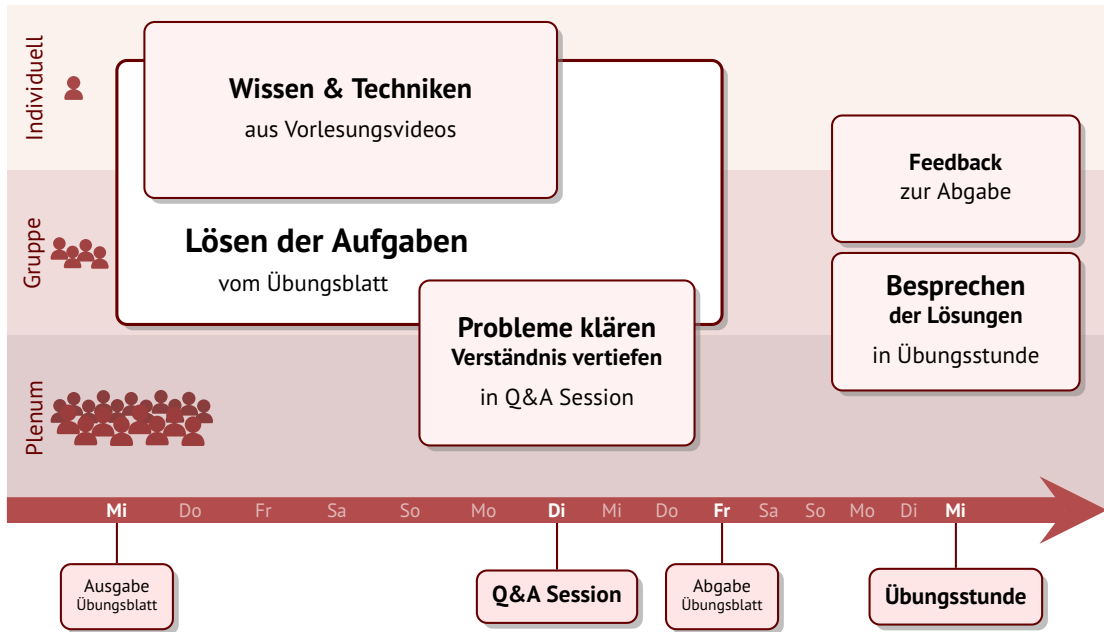 Individuell
Wissen & Techniken
aus Vorlesungsvideos
Feedback
zur Abgabe
Gruppe
Lösen der Aufgaben
vom Übungsblatt
Besprechen
der Lösungen
in Übungsstunde
Probleme klären
Verständnis vertiefen
in Q&A Session
Plenum
Mi Do Fr Sa So Mo Di Mi Do Fr Sa So Mo Di Mi
Ausgabe
Übungsblatt
Q&A Session
Abgabe
Übungsblatt
Übungsstunde